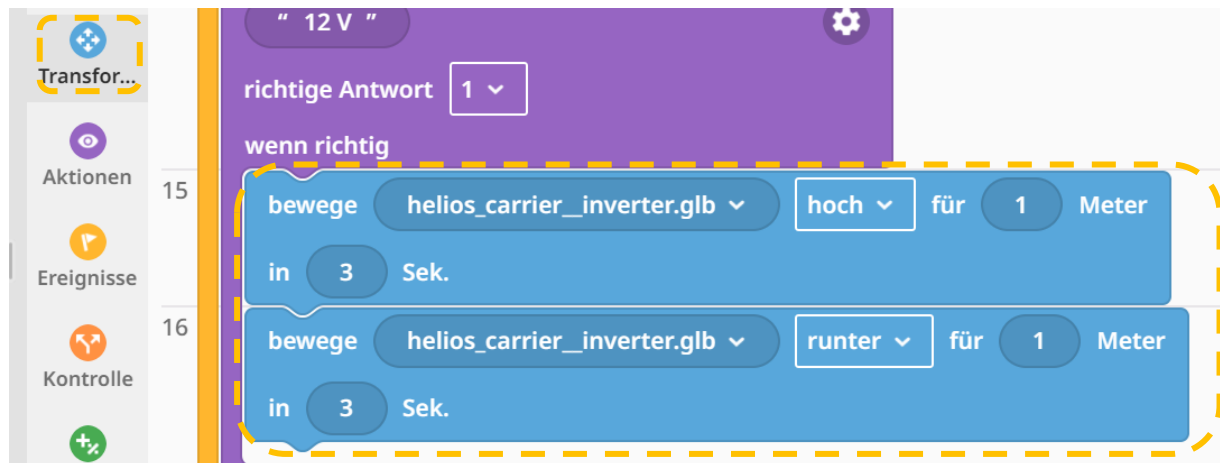 “ 12 V ”
Transfor...
richtige Antwort 1
wenn richtig
Aktionen
15
bewege helios_carrier__inverter.glb hoch für 1 Meter
in 3 Sek.
Ereignisse
16
bewege helios_carrier__inverter.glb runter für 1 Meter
Kontrolle
in 3 Sek.